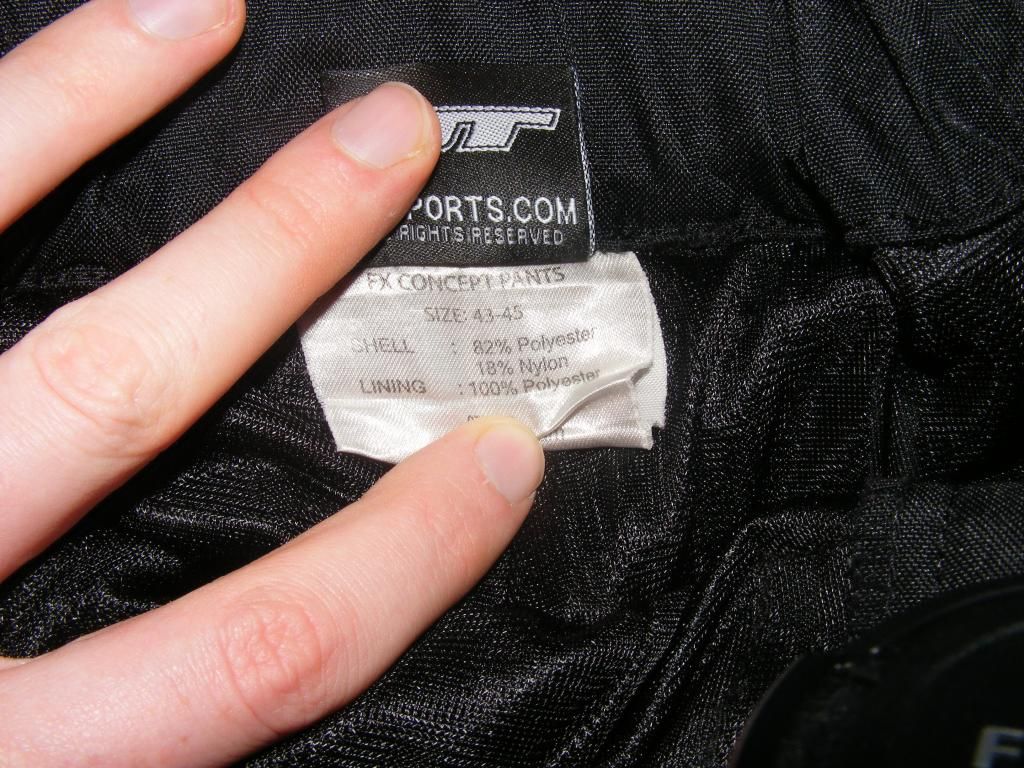 PORTS.COM
RIGHTS RESERVED
FX CONCEPT PANTS
SIZE: 43-45
SHELL : 82% Polyester
18% Nylon
LINING : 100% Polyester